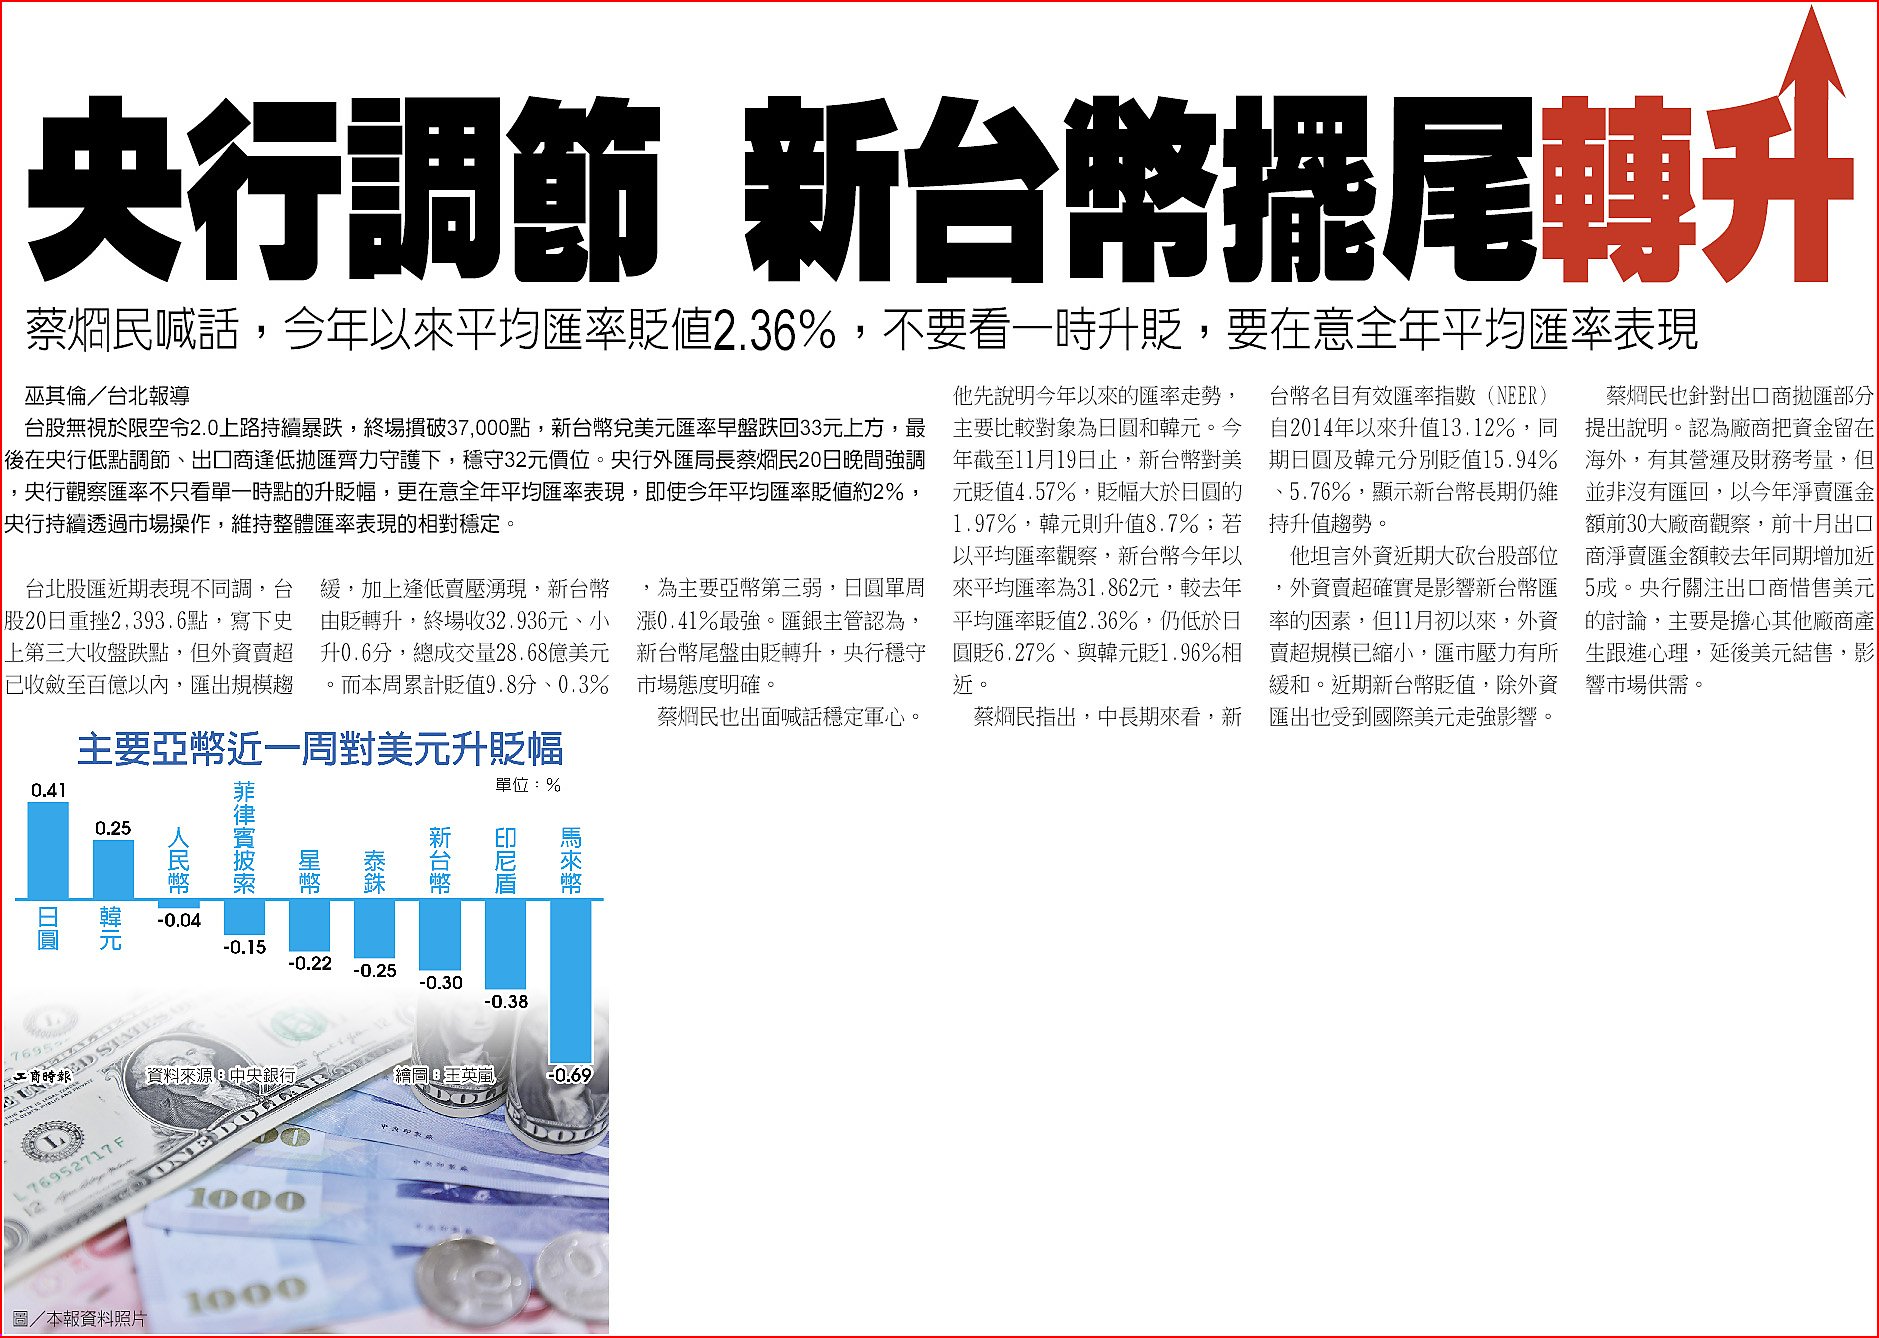 央行調節 新台幣擺尾轉升
蔡烱民喊話，今年以來平均匯率貶值2.36%，不要看一時升貶，要在意全年平均匯率表現
巫其倫／台北報導
台股無視於限空令2.0上路持續暴跌，終場摜破37,000點，新台幣兌美元匯率早盤跌回33元上方，最
後在央行低點調節、出口商逢低拋匯齊力守護下，穩守32元價位。央行外匯局長蔡烱民20日晚間強調
，央行觀察匯率不只看單一時點的升貶幅，更在意全年平均匯率表現，即使今年平均匯率貶值約2%，
央行持續透過市場操作，維持整體匯率表現的相對穩定。
台北股匯近期表現不同調，台
股20日重挫2,393.6點，寫下史
上第三大收盤跌點，但外資賣超
已收斂至百億以內，匯出規模趨
緩，加上逢低賣壓湧現，新台幣
由貶轉升，終場收32.936元、小
升0.6分，總成交量28.68億美元
。而本周累計貶值9.8分、0.3%
，為主要亞幣第三弱，日圓單周
漲0.41%最強。匯銀主管認為，
新台幣尾盤由貶轉升，央行穩守
市場態度明確。
蔡烱民也出面喊話穩定軍心。
他先說明今年以來的匯率走勢，
主要比較對象為日圓和韓元。今
年截至11月19日止，新台幣對美
元貶值4.57%，貶幅大於日圓的
1.97%，韓元則升值8.7%；若
以平均匯率觀察，新台幣今年以
來平均匯率為31.862元，較去年
平均匯率貶值2.36%，仍低於日
圓貶6.27%、與韓元貶1.96%相
近。
蔡烱民指出，中長期來看，新
台幣名目有效匯率指數（NEER）
自2014年以來升值13.12%，同
期日圓及韓元分別貶值15.94%
、5.76%，顯示新台幣長期仍維
持升值趨勢。
他坦言外資近期大砍台股部位
，外資賣超確實是影響新台幣匯
率的因素，但11月初以來，外資
賣超規模已縮小，匯市壓力有所
緩和。近期新台幣貶值，除外資
匯出也受到國際美元走強影響。
蔡烱民也針對出口商拋匯部分
提出說明。認為廠商把資金留在
海外，有其營運及財務考量，但
並非沒有匯回，以今年淨賣匯金
額前30大廠商觀察，前十月出口
商淨賣匯金額較去年同期增加近
5成。央行關注出口商惜售美元
的討論，主要是擔心其他廠商產
生跟進心理，延後美元結售，影
響市場供需。
主要亞幣近一周對美元升貶幅
單位：%
0.41
日圓
0.25
韓元
人民幣
-0.04
菲律賓披索
-0.15
星幣
-0.22
泰銖
-0.25
新台幣
-0.30
印尼盾
-0.38
馬來幣
-0.69
工商時報
資料來源：中央銀行
繪圖：王英嵐
ONE DOLLAR
L76952717F
12
中央印製廠
中央印製廠
中央印製廠
1000
1000
圖／本報資料照片